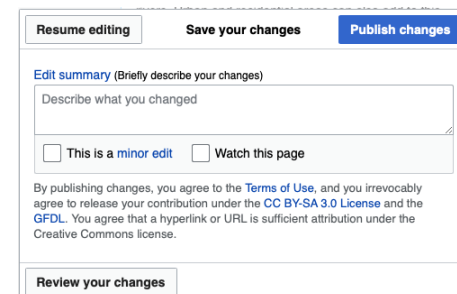 Resume editing
Save your changes
Publish changes
Edit summary (Briefly describe your changes)
Describe what you changed
This is a minor edit
Watch this page
By publishing changes, you agree to the Terms of Use, and you irrevocably
agree to release your contribution under the CC BY-SA 3.0 License and the
GFDL. You agree that a hyperlink or URL is sufficient attribution under the
Creative Commons license.
Review your changes